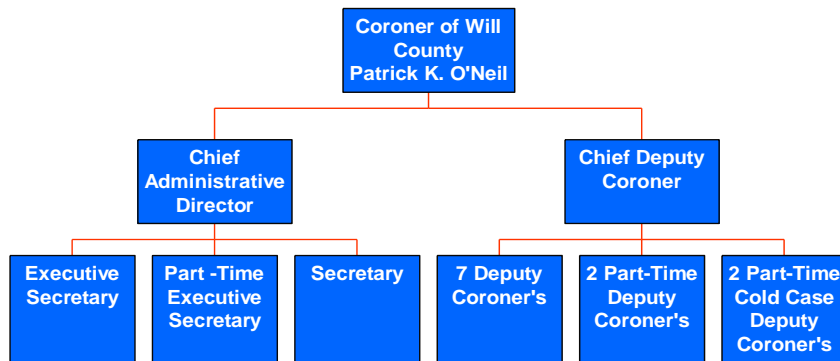 Coroner of Will
County
Patrick K. O'Neil
Chief
Administrative
Director
Chief Deputy
Coroner
Executive
Secretary
Part -Time
Executive
Secretary
Secretary
7 Deputy
Coroner's
2 Part-Time
Deputy
Coroner's
2 Part-Time
Cold Case
Deputy
Coroner's